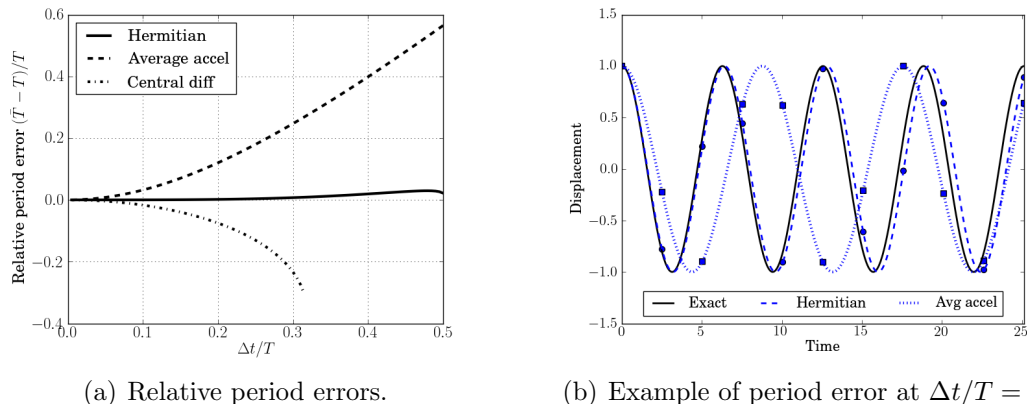 0.6
0.4
0.2
0.0
−0.2
−0.4
Relative period error (T̄ − T)/T
Hermitian
Average accel
Central diff
0.0 0.1 0.2 0.3 0.4 0.5
Δt/T
(a) Relative period errors.
1.5
1.0
0.5
0.0
−0.5
−1.0
−1.5
Displacement
Exact Hermitian Avg accel
0 5 10 15 20 25
Time
(b) Example of period error at Δt/T =